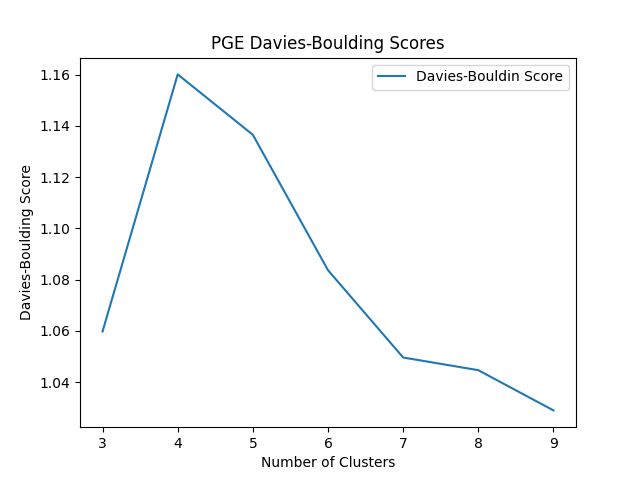 PGE Davies-Boulding Scores
Davies-Bouldin Score
Davies-Boulding Score
1.16
1.14
1.12
1.10
1.08
1.06
1.04
3 4 5 6 7 8 9
Number of Clusters